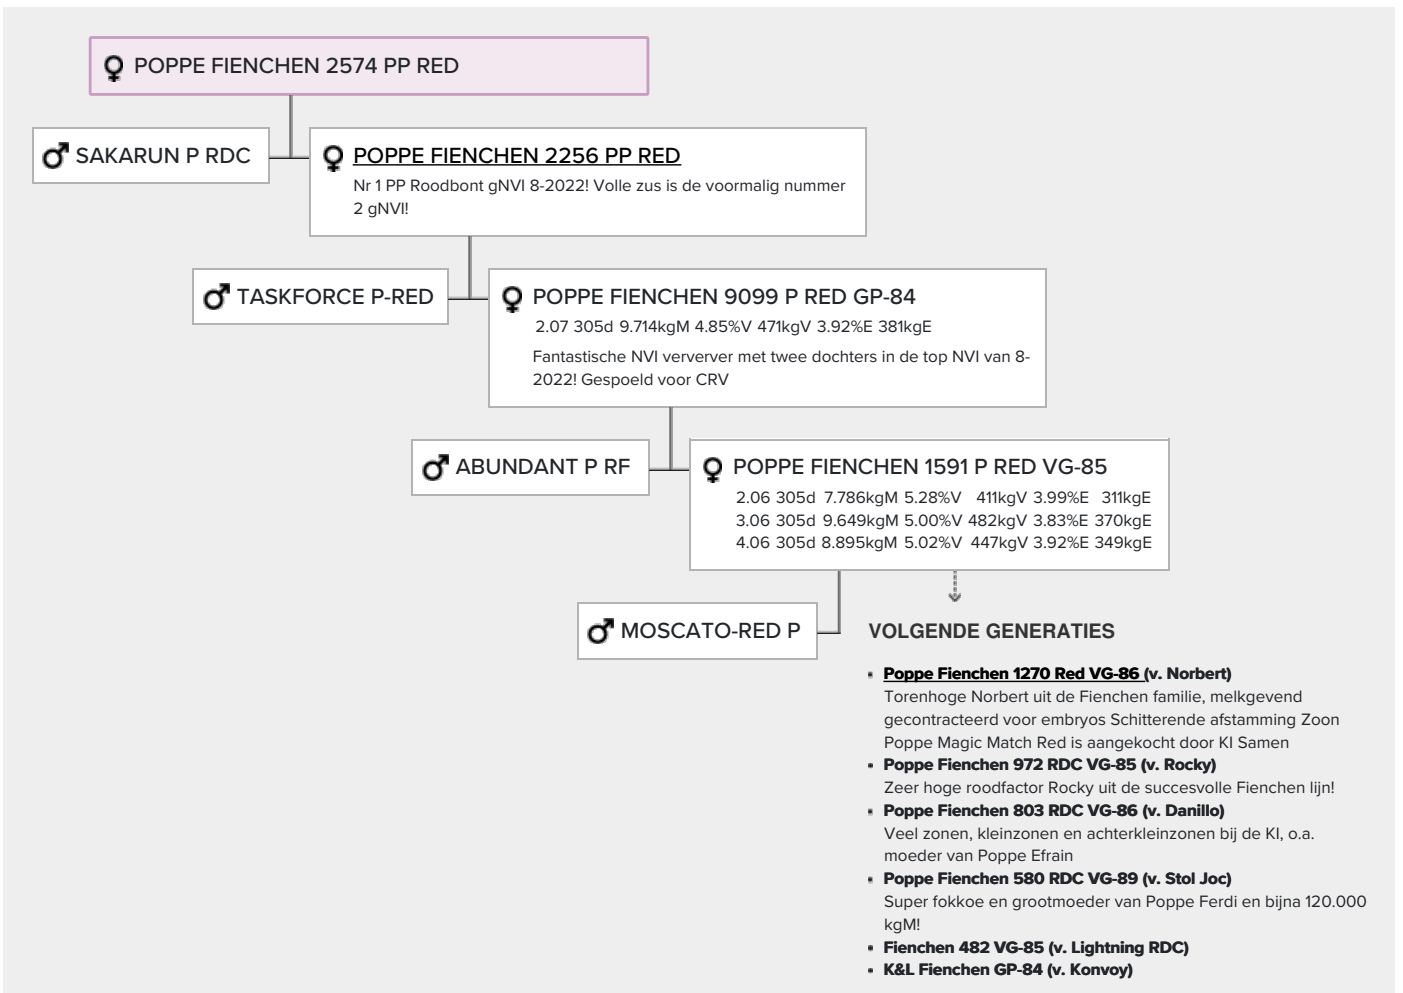 POPPE FIENCHEN 2574 PP RED
SAKARUN P RDC
POPPE FIENCHEN 2256 PP RED
Nr 1 PP Roodbont gNVI 8-2022! Volle zus is de voormalig nummer
2 gNVI!
TASKFORCE P-RED
POPPE FIENCHEN 9099 P RED GP-84
2.07 305d 9.714kgM 4.85%V 471kgV 3.92%E 381kgE
Fantastische NVI ververver met twee dochters in de top NVI van 8-
2022! Gespoeld voor CRV
ABUNDANT P RF
POPPE FIENCHEN 1591 P RED VG-85
2.06 305d 7.786kgM 5.28%V 411kgV 3.99%E 311kgE
3.06 305d 9.649kgM 5.00%V 482kgV 3.83%E 370kgE
4.06 305d 8.895kgM 5.02%V 447kgV 3.92%E 349kgE
MOSCATO-RED P
VOLGENDE GENERATIES
Poppe Fienchen 1270 Red VG-86 (v. Norbert)
Torenhoge Norbert uit de Fienchen familie, melkgevend
gecontracteerd voor embryos Schitterende afstamming Zoon
Poppe Magic Match Red is aangekocht door KI Samen
Poppe Fienchen 972 RDC VG-85 (v. Rocky)
Zeer hoge roodfactor Rocky uit de succesvolle Fienchen lijn!
Poppe Fienchen 803 RDC VG-86 (v. Danillo)
Veel zonen, kleinzonen en achterkleinzonen bij de KI, o.a.
moeder van Poppe Efrain
Poppe Fienchen 580 RDC VG-89 (v. Stol Joc)
Super fokkoe en grootmoeder van Poppe Ferdi en bijna 120.000
kgM!
Fienchen 482 VG-85 (v. Lightning RDC)
K&L Fienchen GP-84 (v. Konvoy)